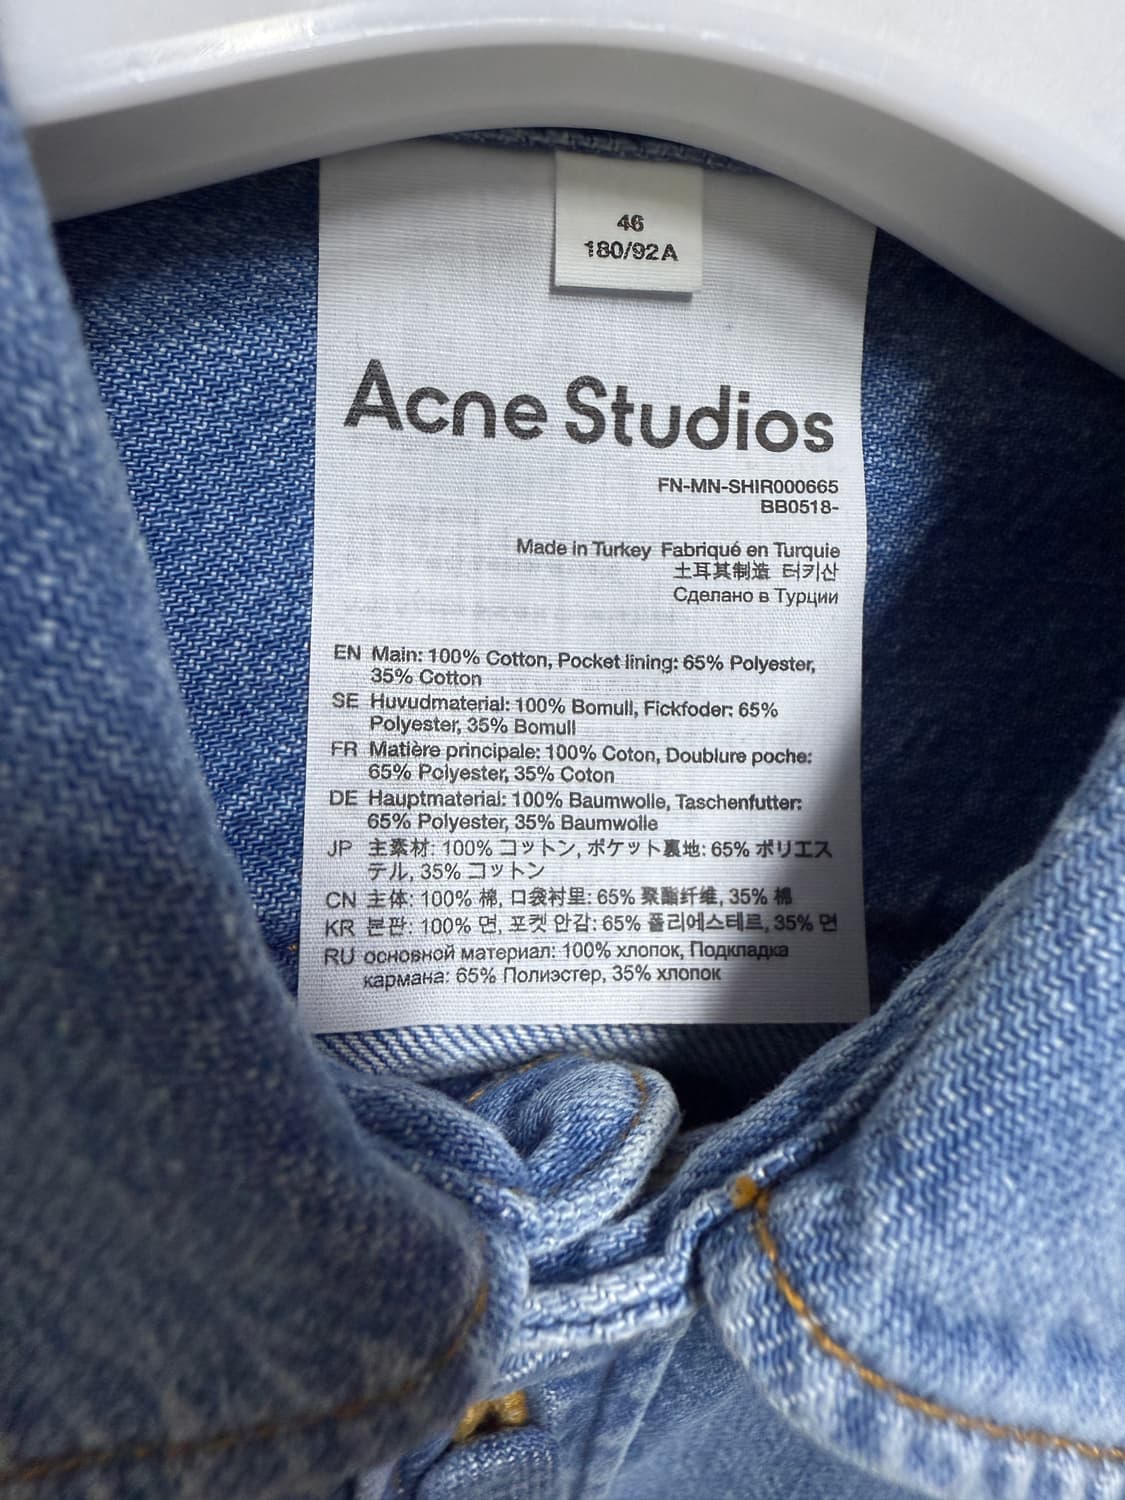 46
180/92A
Acne Studios
FN-MN-SHIR000665
BB0518-
Made in Turkey Fabriqué en Turquie
土耳其制造 터키산
Сделано в Турции
EN Main: 100% Cotton, Pocket lining: 65% Polyester,
35% Cotton
SE Huvudmaterial: 100% Bomull, Fickfoder: 65%
Polyester, 35% Bomull
FR Matière principale: 100% Coton, Doublure poche:
65% Polyester, 35% Coton
DE Hauptmaterial: 100% Baumwolle, Taschenfutter:
65% Polyester, 35% Baumwolle
JP 主素材: 100% コットン, ポケット裏地: 65% ポリエス
テル, 35% コットン
CN 主体: 100% 棉, 口袋衬里: 65% 聚酯纤维, 35% 棉
KR 본판: 100% 면, 포켓 안감: 65% 폴리에스테르, 35% 면
RU основной материал: 100% хлопок, Подкладка
кармана: 65% Полиэстер, 35% хлопок